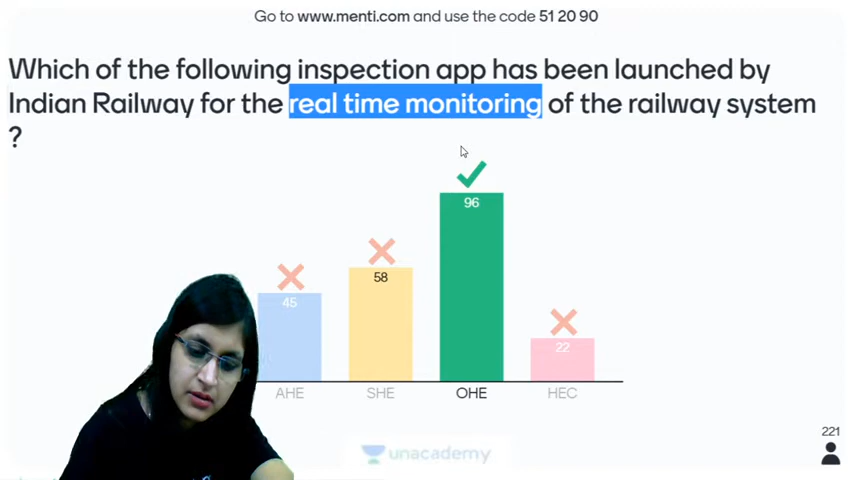 Go to www.menti.com and use the code 51 20 90
Which of the following inspection app has been launched by
Indian Railway for the real time monitoring of the railway system
?
96
58
45
22
AHE SHE OHE HEC
221
unacademy